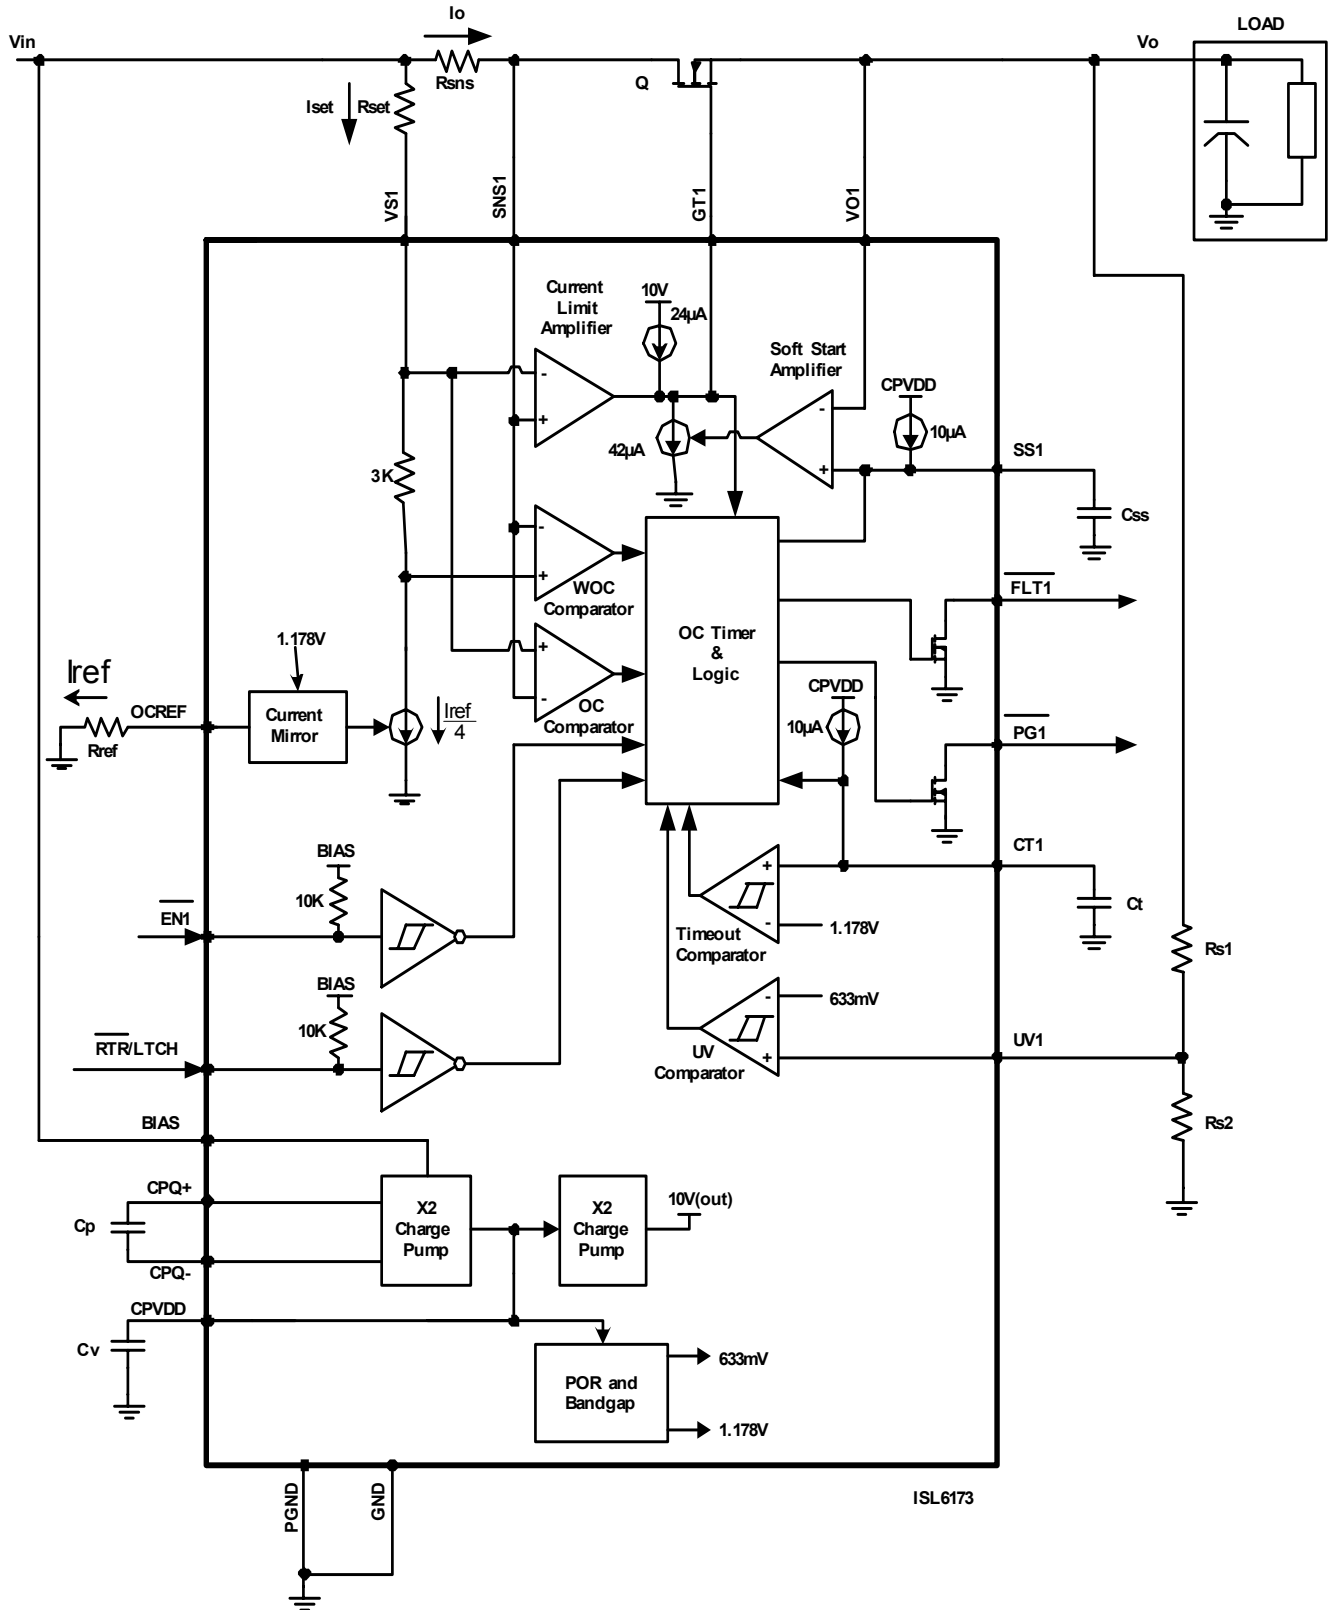 Io
Vin
Vo
LOAD
Rsns
Q
Iset
Rset
VS1
SNS1
GT1
VO1
Current
Limit
Amplifier
10V
24µA
Soft Start
Amplifier
CPVDD
10µA
-
+
-
+
42µA
SS1
3K
Css
-
+
WOC
Comparator
FLT1
OC Timer
&
Logic
+
-
OC
Comparator
1.178V
Iref
OCREF
Rref
Current
Mirror
Iref
4
CPVDD
10µA
PG1
BIAS
10K
EN1
CT1
+
-
1.178V
Timeout
Comparator
Ct
Rs1
BIAS
10K
RTR/LTCH
-
633mV
UV
Comparator
+
UV1
Rs2
BIAS
CPQ+
Cp
CPQ-
X2
Charge
Pump
X2
Charge
Pump
10V(out)
CPVDD
Cv
POR and
Bandgap
633mV
1.178V
PGND
GND
ISL6173